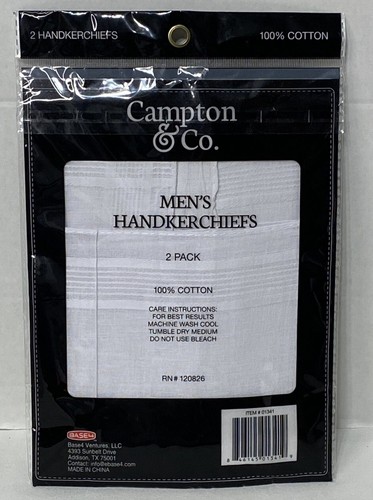 2 HANDKERCHIEFS 100% COTTON
Campton
& Co.
MEN'S
HANDKERCHIEFS
2 PACK
100% COTTON
CARE INSTRUCTIONS:
FOR BEST RESULTS
MACHINE WASH COOL
TUMBLE DRY MEDIUM
DO NOT USE BLEACH
RN# 120826
ITEM # 01341
BASE4
Base4 Ventures, LLC
4393 Sunbelt Drive
Addison, TX 75001
Contact: info@ebase4.com
MADE IN CHINA